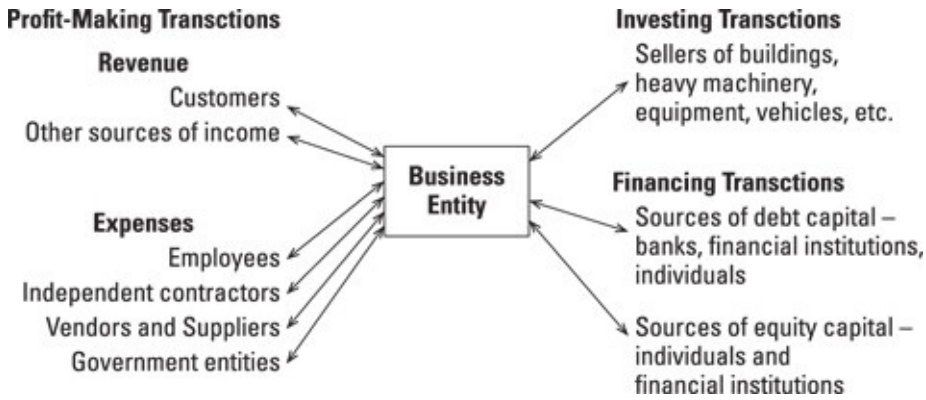 Profit-Making Transctions
Revenue
Customers
Other sources of income
Expenses
Employees
Independent contractors
Vendors and Suppliers
Government entities
Business
Entity
Investing Transctions
Sellers of buildings,
heavy machinery,
equipment, vehicles, etc.
Financing Transctions
Sources of debt capital –
banks, financial institutions,
individuals
Sources of equity capital –
individuals and
financial institutions